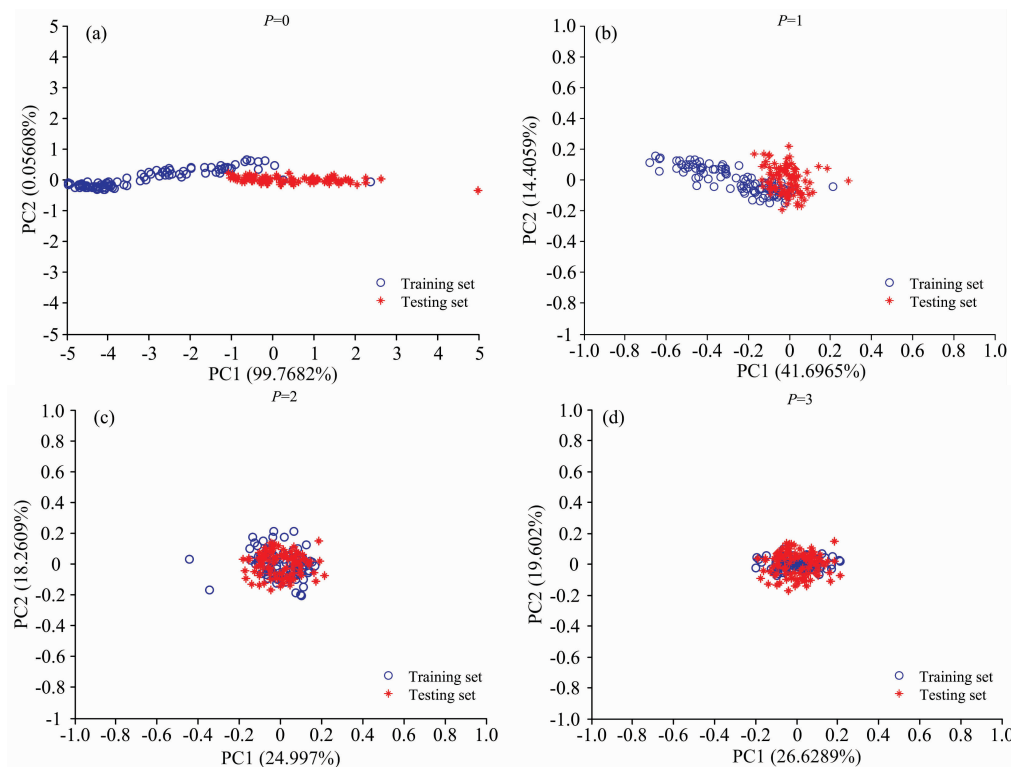 P=0
(a)
5
4
3
2
1
0
-1
-2
-3
-4
-5
PC2 (0.05608%)
Training set
Testing set
-5 -4 -3 -2 -1 0 1 2 3 4 5
PC1 (99.7682%)
P=1
(b)
1.0
0.8
0.6
0.4
0.2
0
-0.2
-0.4
-0.6
-0.8
-1
PC2 (14.4059%)
Training set
Testing set
-1.0 -0.8 -0.6 -0.4 -0.2 0 0.2 0.4 0.6 0.8 1.0
PC1 (41.6965%)
P=2
(c)
1.0
0.8
0.6
0.4
0.2
0
-0.2
-0.4
-0.6
-0.8
-1
PC2 (18.2609%)
Training set
Testing set
-1.0 -0.8 -0.6 -0.4 -0.2 0 0.2 0.4 0.6 0.8 1.0
PC1 (24.997%)
P=3
(d)
1.0
0.8
0.6
0.4
0.2
0
-0.2
-0.4
-0.6
-0.8
-1.0
PC2 (19.602%)
Training set
Testing set
-1.0 -0.8 -0.6 -0.4 -0.2 0 0.2 0.4 0.6 0.8 1.0
PC1 (26.6289%)